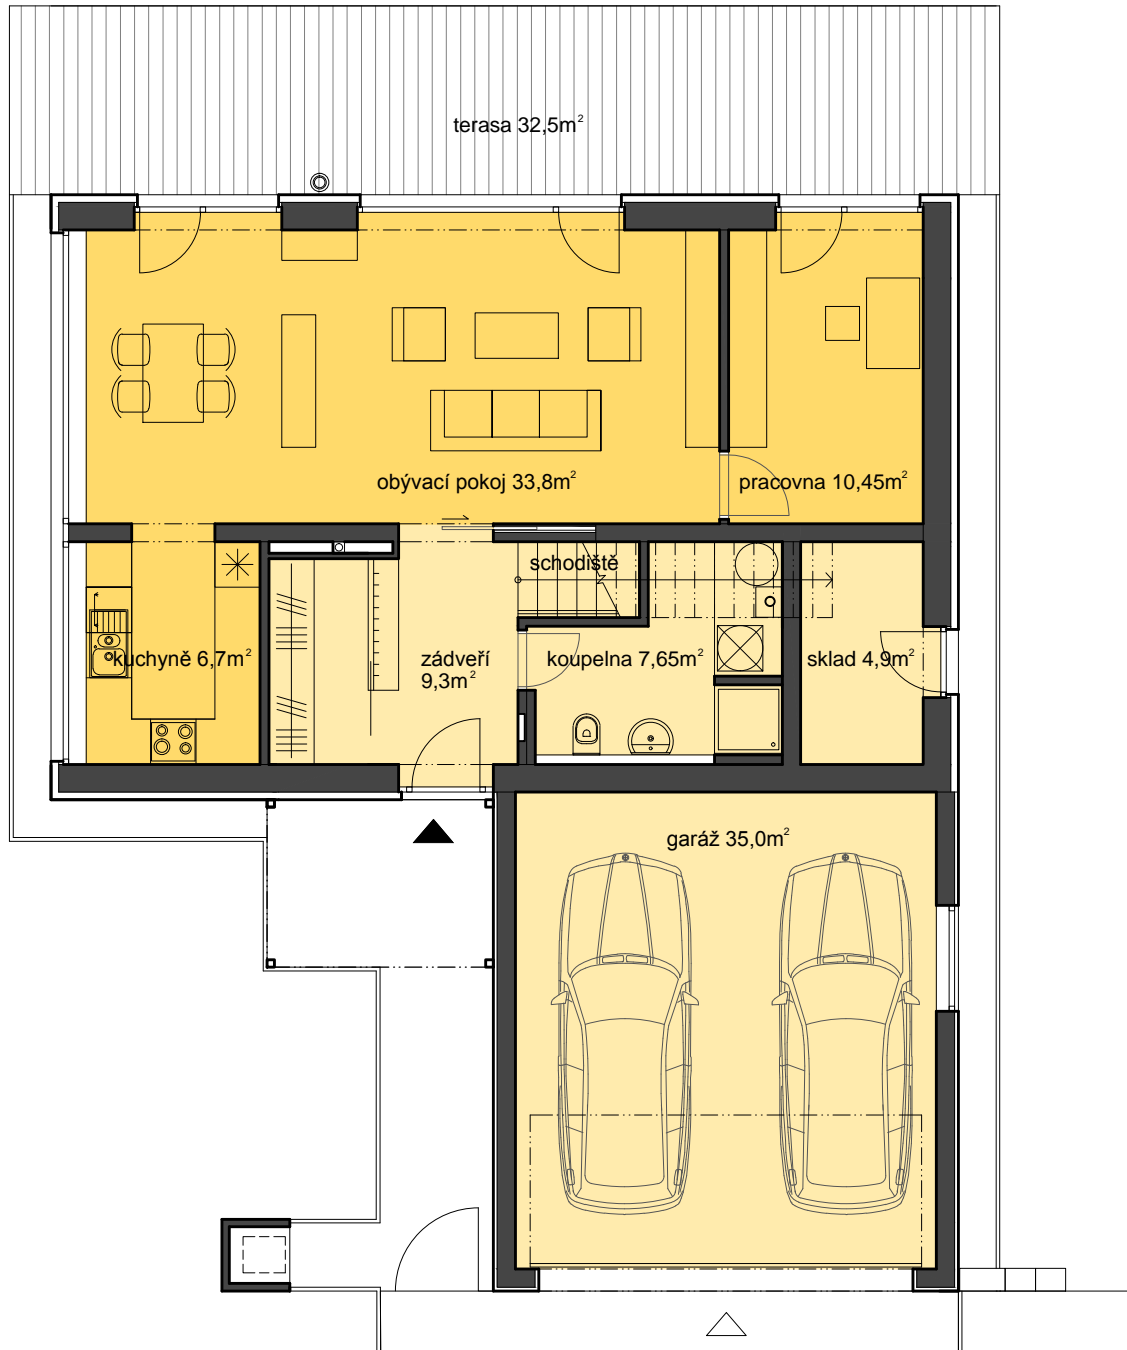 terasa 32,5m²
obývací pokoj 33,8m²
pracovna 10,45m²
schodiště
kuchyně 6,7m²
zádveří
9,3m²
koupelna 7,65m²
sklad 4,9m²
garáž 35,0m²